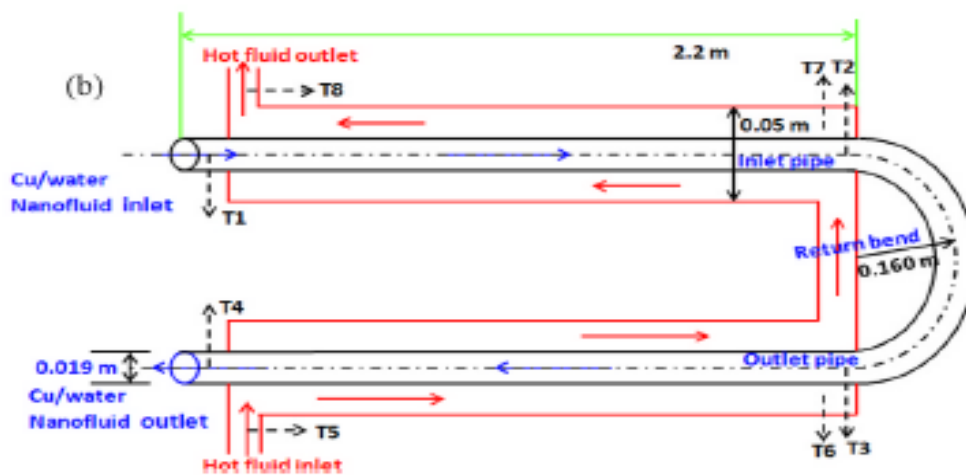 2.2 m
Hot fluid outlet
T7 T2
(b)
T8
0.05 m
Inlet pipe
Cu/water
Nanofluid inlet
T1
Return bend
0.160 m
T4
0.019 m
Outlet pipe
Cu/water
Nanofluid outlet
T5
T6 T3
Hot fluid inlet